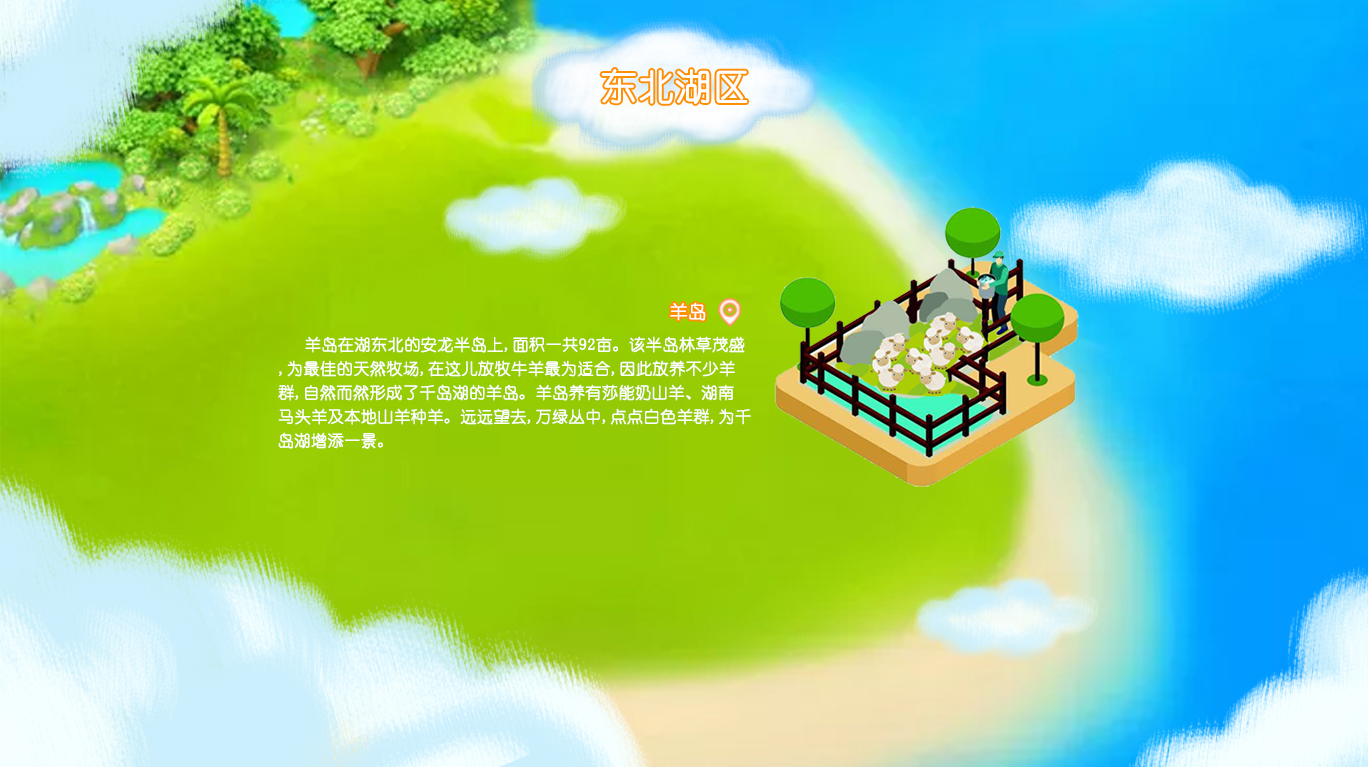 东北湖区
羊岛
羊岛在湖东北的安龙半岛上,面积一共92亩。该半岛林草茂盛
,为最佳的天然牧场,在这儿放牧牛羊最为适合,因此放养不少羊
群,自然而然形成了千岛湖的羊岛。羊岛养有莎能奶山羊、湖南
马头羊及本地山羊种羊。远远望去,万绿丛中,点点白色羊群,为千
岛湖增添一景。